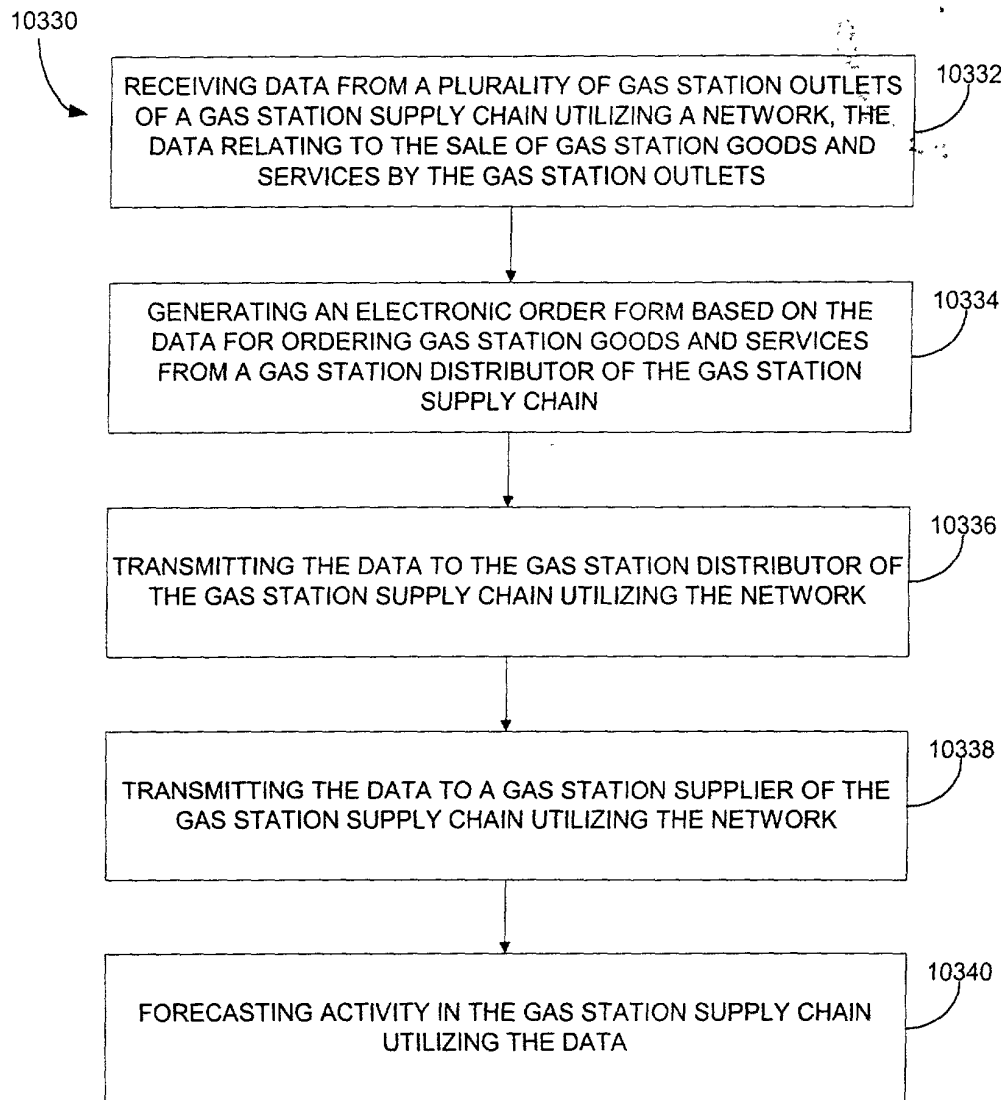 10330
RECEIVING DATA FROM A PLURALITY OF GAS STATION OUTLETS
OF A GAS STATION SUPPLY CHAIN UTILIZING A NETWORK, THE
DATA RELATING TO THE SALE OF GAS STATION GOODS AND
SERVICES BY THE GAS STATION OUTLETS
10332
GENERATING AN ELECTRONIC ORDER FORM BASED ON THE
DATA FOR ORDERING GAS STATION GOODS AND SERVICES
FROM A GAS STATION DISTRIBUTOR OF THE GAS STATION
SUPPLY CHAIN
10334
TRANSMITTING THE DATA TO THE GAS STATION DISTRIBUTOR OF
THE GAS STATION SUPPLY CHAIN UTILIZING THE NETWORK
10336
TRANSMITTING THE DATA TO A GAS STATION SUPPLIER OF THE
GAS STATION SUPPLY CHAIN UTILIZING THE NETWORK
10338
FORECASTING ACTIVITY IN THE GAS STATION SUPPLY CHAIN
UTILIZING THE DATA
10340